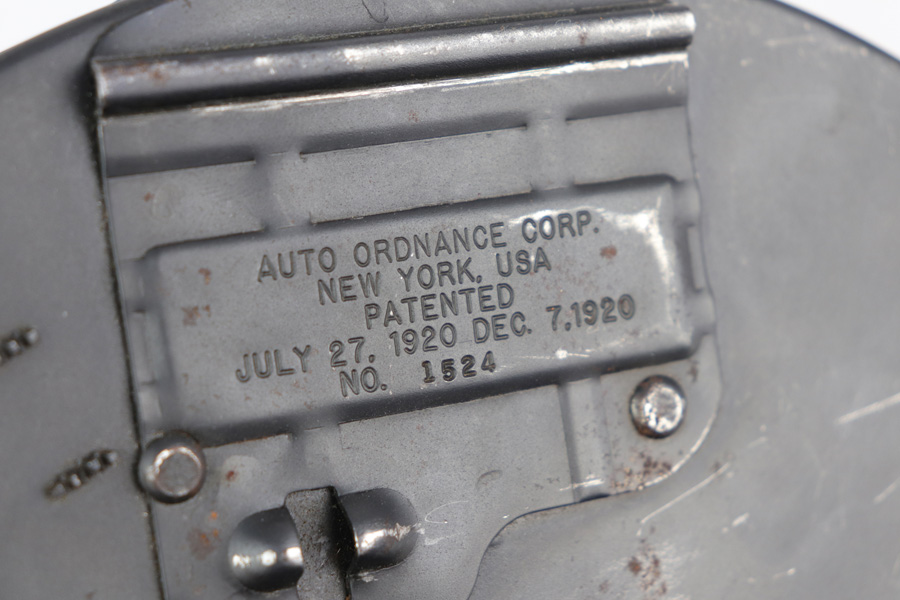 AUTO ORDNANCE CORP.
NEW YORK, USA
PATENTED
JULY 27, 1920 DEC. 7,1920
NO. 1524